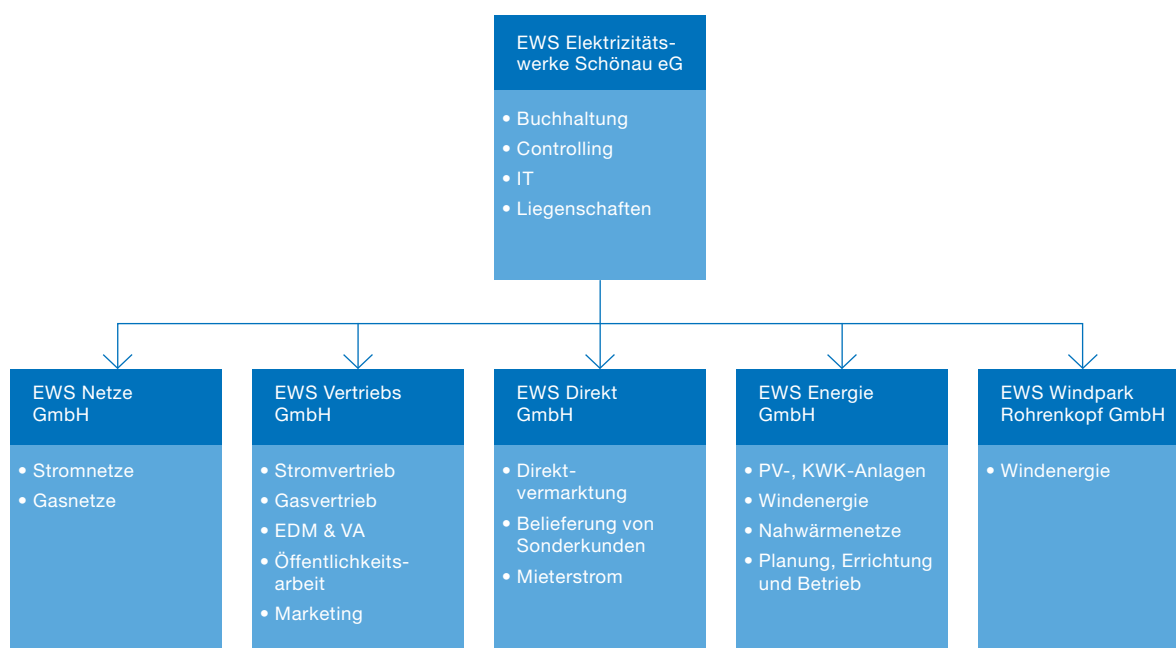 EWS Elektrizitäts-
werke Schönau eG
• Buchhaltung
• Controlling
• IT
• Liegenschaften
EWS Netze
GmbH
• Stromnetze
• Gasnetze
EWS Vertriebs
GmbH
• Stromvertrieb
• Gasvertrieb
• EDM & VA
• Öffentlichkeits-
arbeit
• Marketing
EWS Direkt
GmbH
• Direkt-
vermarktung
• Belieferung von
Sonderkunden
• Mieterstrom
EWS Energie
GmbH
• PV-, KWK-Anlagen
• Windenergie
• Nahwärmenetze
• Planung, Errichtung
und Betrieb
EWS Windpark
Rohrenkopf GmbH
• Windenergie